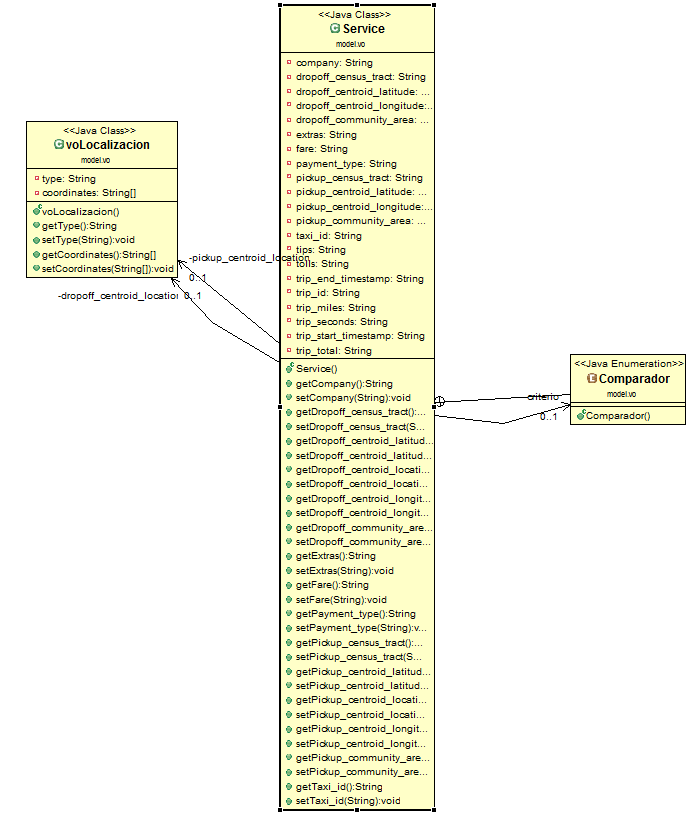 <<Java Class>>
Service
model.vo
company: String
dropoff_census_tract: String
dropoff_centroid_latitude: ...
dropoff_centroid_longitude:...
dropoff_community_area: ...
extras: String
fare: String
payment_type: String
pickup_census_tract: String
pickup_centroid_latitude: ...
pickup_centroid_longitude:...
pickup_community_area: ...
taxi_id: String
tips: String
tolls: String
trip_end_timestamp: String
trip_id: String
trip_miles: String
trip_seconds: String
trip_start_timestamp: String
trip_total: String
Service()
getCompany():String
setCompany(String):void
getDropoff_census_tract():...
setDropoff_census_tract(S...
getDropoff_centroid_latitud...
setDropoff_centroid_latitud...
getDropoff_centroid_locati...
setDropoff_centroid_locati...
getDropoff_centroid_longit...
setDropoff_centroid_longit...
getDropoff_community_are...
setDropoff_community_are...
getExtras():String
setExtras(String):void
getFare():String
setFare(String):void
getPayment_type():String
setPayment_type(String):v...
getPickup_census_tract():...
setPickup_census_tract(S...
getPickup_centroid_latitud...
setPickup_centroid_latitud...
getPickup_centroid_locati...
setPickup_centroid_locati...
getPickup_centroid_longit...
setPickup_centroid_longit...
getPickup_community_are...
setPickup_community_are...
getTaxi_id():String
setTaxi_id(String):void
<<Java Class>>
voLocalizacion
model.vo
type: String
coordinates: String[]
voLocalizacion()
getType():String
setType(String):void
getCoordinates():String[]
setCoordinates(String[]):void
-pickup_centroid_location
0..1
-dropoff_centroid_location 0..1
<<Java Enumeration>>
Comparador
model.vo
Comparador()
criterio
0..1